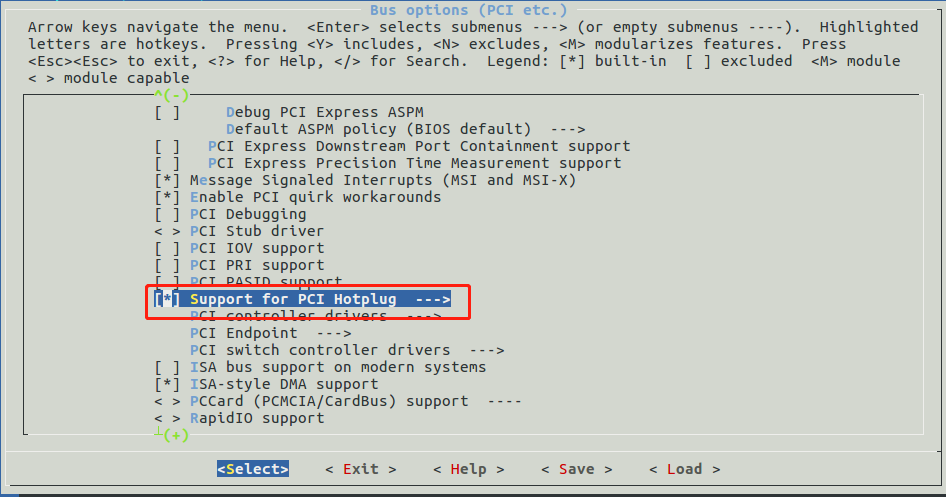 Bus options (PCI etc.)
Arrow keys navigate the menu.  <Enter> selects submenus ---> (or empty submenus ----).  Highlighted
letters are hotkeys.  Pressing <Y> includes, <N> excludes, <M> modularizes features.  Press
<Esc><Esc> to exit, <?> for Help, </> for Search.  Legend: [*] built-in  [ ] excluded  <M> module
< > module capable
^(-)
[ ]     Debug PCI Express ASPM
Default ASPM policy (BIOS default)  --->
[ ]   PCI Express Downstream Port Containment support
[ ]   PCI Express Precision Time Measurement support
[*] Message Signaled Interrupts (MSI and MSI-X)
[*] Enable PCI quirk workarounds
[ ] PCI Debugging
< > PCI Stub driver
[ ] PCI IOV support
[ ] PCI PRI support
[ ] PCI PASID support
[*] Support for PCI Hotplug  --->
PCI controller drivers  --->
PCI Endpoint  --->
PCI switch controller drivers  --->
[ ] ISA bus support on modern systems
[*] ISA-style DMA support
< > PCCard (PCMCIA/CardBus) support  ----
< > RapidIO support
┴(+)
<Select>    < Exit >    < Help >    < Save >    < Load >